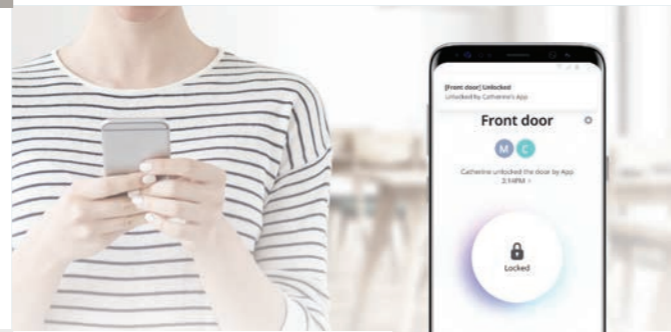 [Front door] Unlocked
Unlocked by Catherine's App
Front door
M C
Catherine unlocked the door by App
2:14PM >
Locked